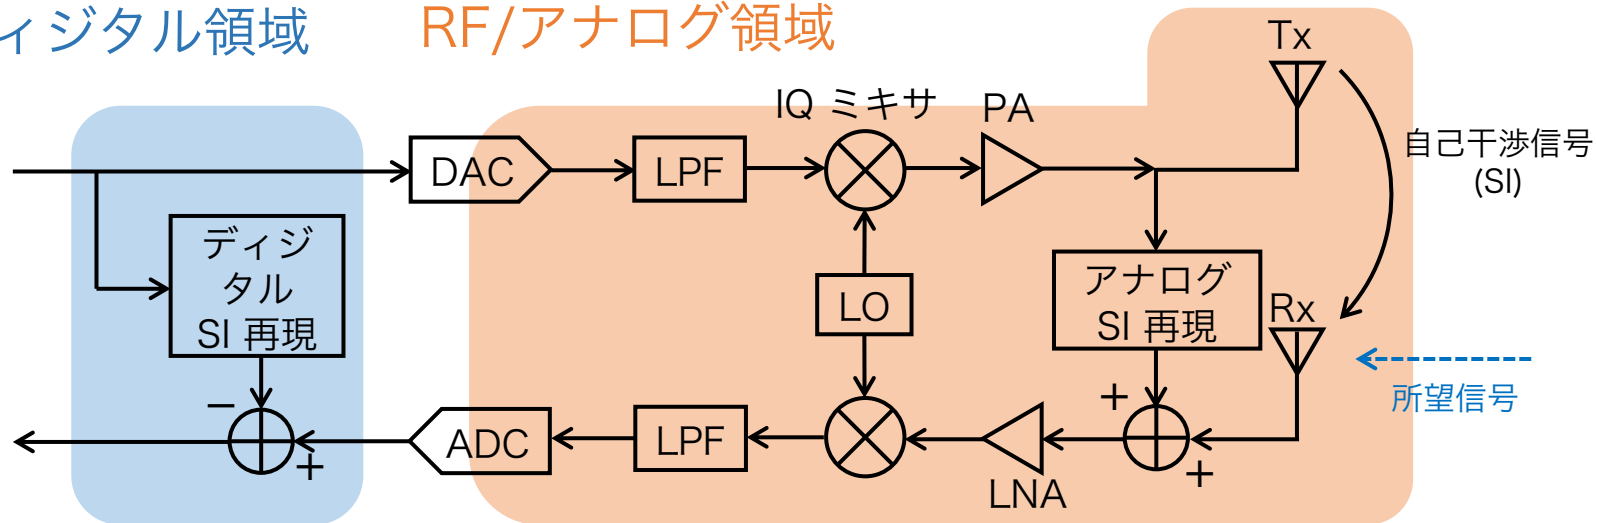 ィジタル領域
RF/アナログ領域
Tx
IQ ミキサ
PA
自己干渉信号
(SI)
DAC
LPF
ディジ
タル
SI 再現
LO
アナログ
SI 再現
Rx
所望信号
−
+
+
ADC
LPF
LNA
+